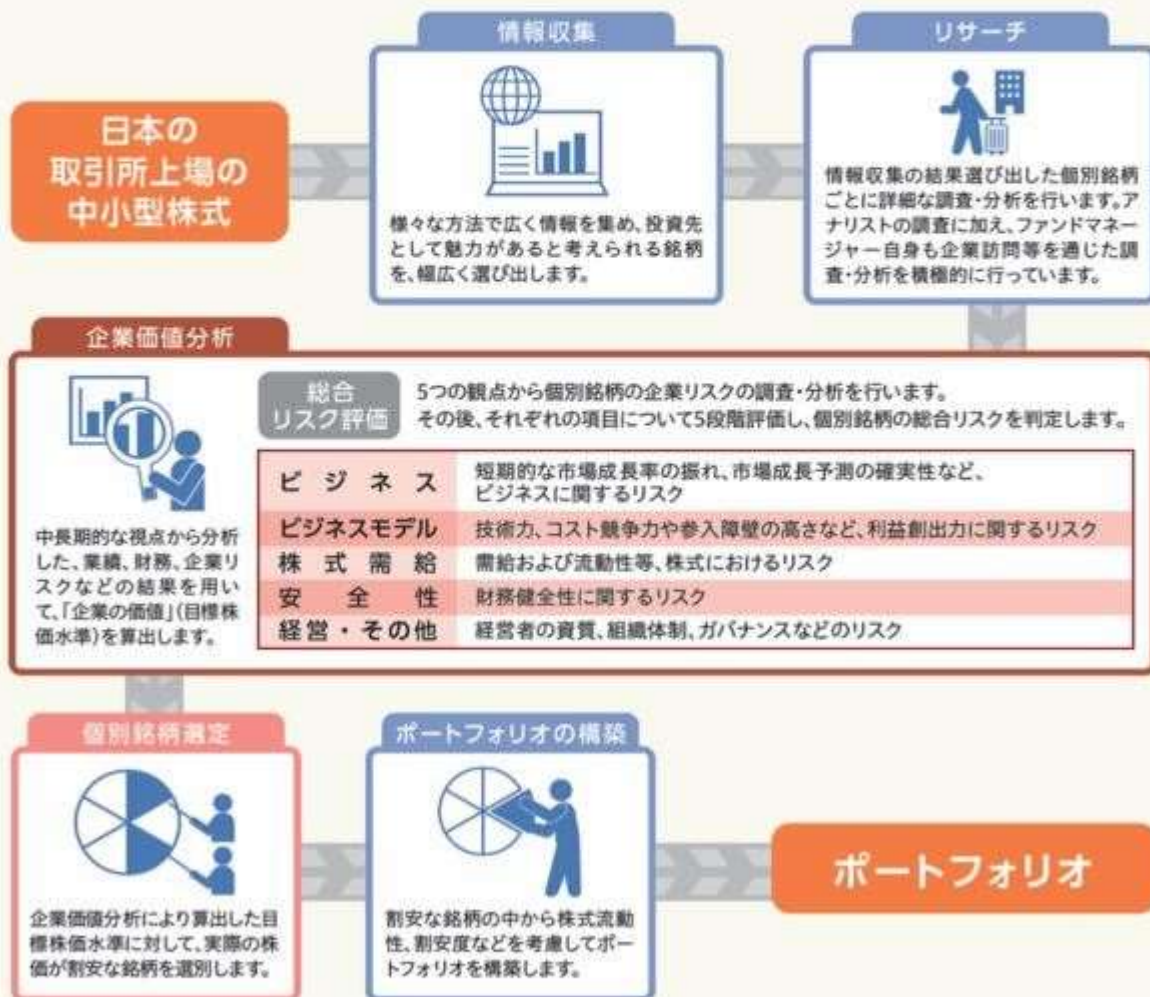 日本の
取引所上場の
中小型株式
情報収集
様々な方法で広く情報を集め、投資先
として魅力があると考えられる銘柄
を、幅広く選び出します。
リサーチ
情報収集の結果選び出した個別銘柄
ごとに詳細な調査・分析を行います。ア
ナリストの調査に加え、ファンドマネー
ジャー自身も企業訪問等を通じた調
査・分析を積極的に行っています。
企業価値分析
中長期的な視点から分析
した、業績、財務、企業リ
スクなどの結果を用い
て、「企業の価値」(目標株
価水準)を算出します。
総合
リスク評価
5つの観点から個別銘柄の企業リスクの調査・分析を行います。
その後、それぞれの項目について5段階評価し、個別銘柄の総合リスクを判定します。
ビジネス
短期的な市場成長率の振れ、市場成長予測の確実性など、
ビジネスに関するリスク
ビジネスモデル
技術力、コスト競争力や参入障壁の高さなど、利益創出力に関するリスク
株式需給
需給および流動性等、株式におけるリスク
安全性
財務健全性に関するリスク
経営・その他
経営者の資質、組織体制、ガバナンスなどのリスク
個別銘柄選定
企業価値分析により算出した目
標株価水準に対して、実際の株
価が割安な銘柄を選別します。
ポートフォリオの構築
割安な銘柄の中から株式流動
性、割安度などを考慮してポー
トフォリオを構築します。
ポートフォリオ